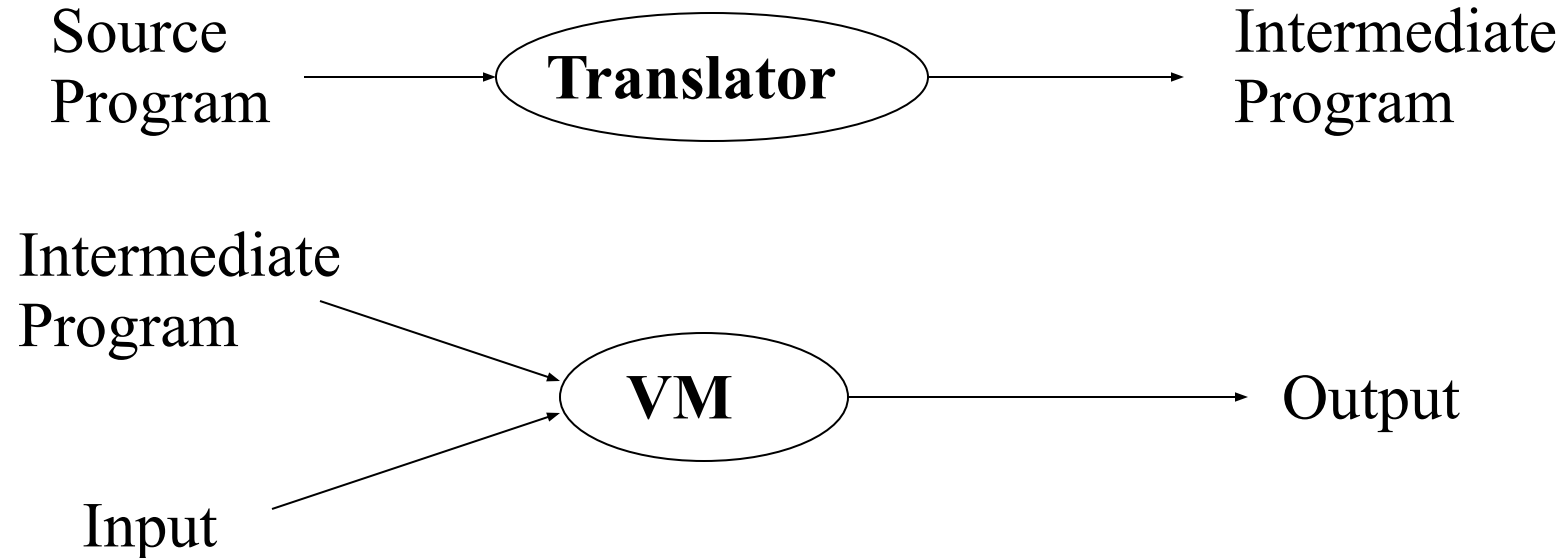 Source
Program
Translator
Intermediate
Program
Intermediate
Program
VM
Output
Input